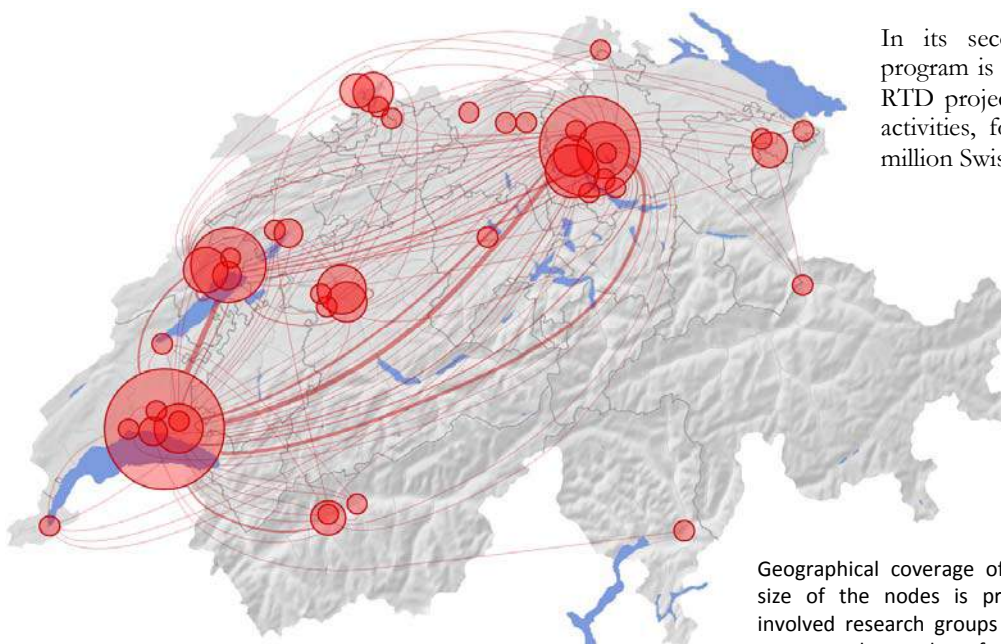 In its seco
program is
RTD projec
activities, fo
million Swis
Geographical coverage of
size of the nodes is pr
involved research groups